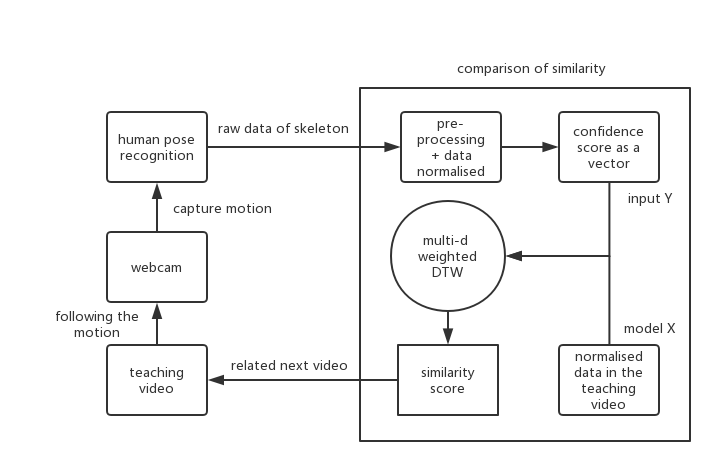 comparison of similarity
human pose
recognition
raw data of skeleton
pre-
processing
+ data
normalised
confidence
score as a
vector
capture motion
input Y
webcam
multi-d
weighted
DTW
following the
motion
model X
teaching
video
related next video
similarity
score
normalised
data in the
teaching
video